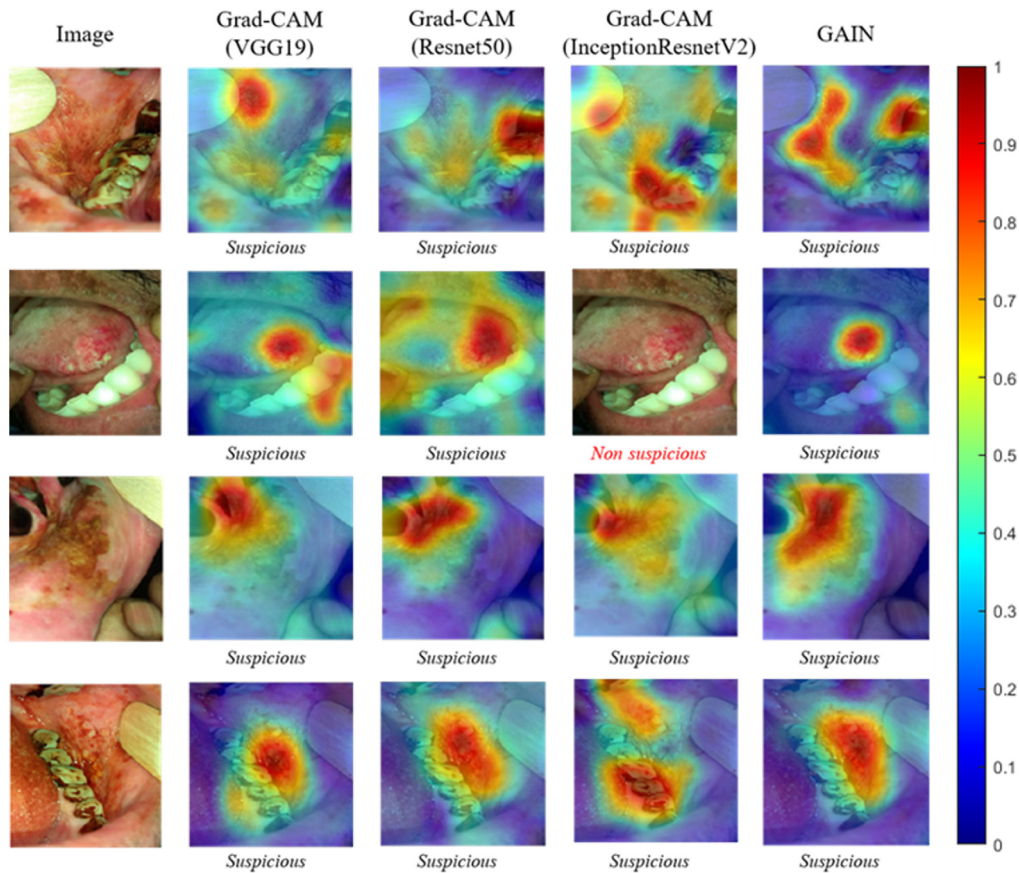 Image
Grad-CAM
(VGG19)
Grad-CAM
(Resnet50)
Grad-CAM
(InceptionResnetV2)
GAIN
Suspicious Suspicious Suspicious Suspicious
Suspicious Suspicious Non suspicious Suspicious
Suspicious Suspicious Suspicious Suspicious
Suspicious Suspicious Suspicious Suspicious
1
0.9
0.8
0.7
0.6
0.5
0.4
0.3
0.2
0.1
0